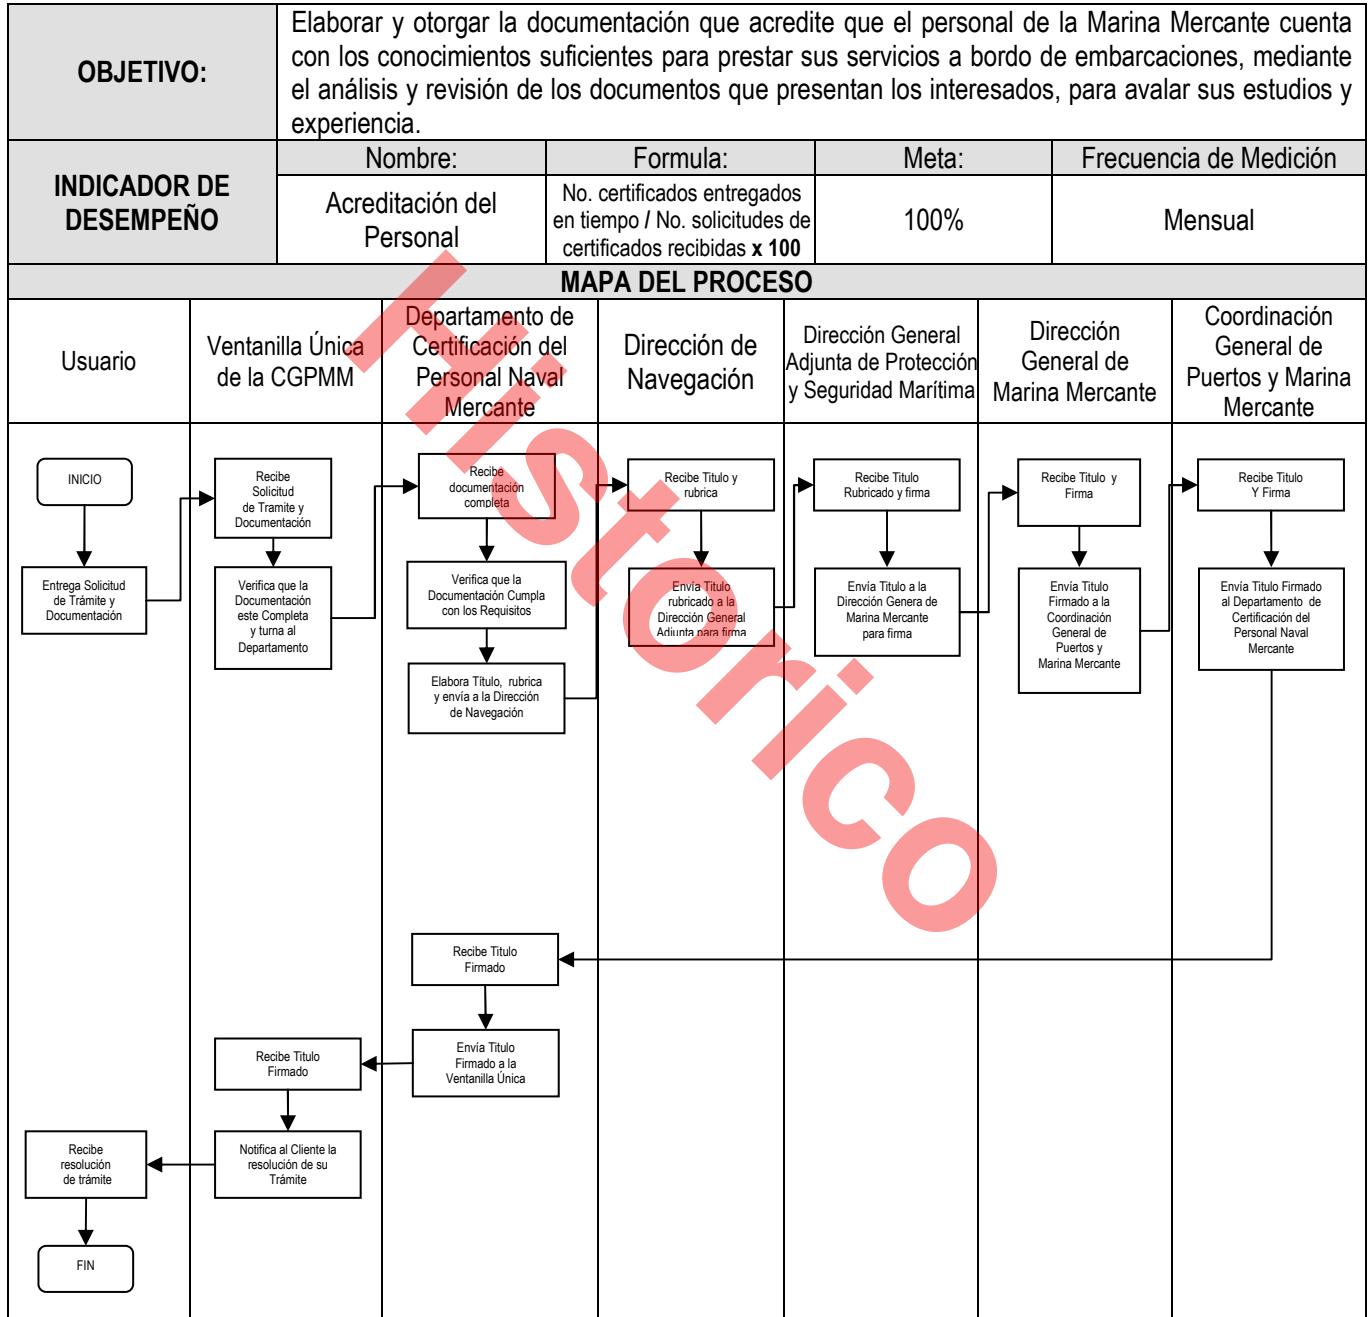 OBJETIVO:
Elaborar y otorgar la documentación que acredite que el personal de la Marina Mercante cuenta
con los conocimientos suficientes para prestar sus servicios a bordo de embarcaciones, mediante
el análisis y revisión de los documentos que presentan los interesados, para avalar sus estudios y
experiencia.
INDICADOR DE
DESEMPEÑO
Nombre:
Formula:
Meta:
Frecuencia de Medición
Acreditación del
Personal
No. certificados entregados
en tiempo / No. solicitudes de
certificados recibidas x 100
100%
Mensual
MAPA DEL PROCESO
Usuario
Ventanilla Única
de la CGPMM
Departamento de
Certificación del
Personal Naval
Mercante
Dirección de
Navegación
Dirección General
Adjunta de Protección
y Seguridad Marítima
Dirección
General de
Marina Mercante
Coordinación
General de
Puertos y Marina
Mercante
INICIO
Entrega Solicitud
de Trámite y
Documentación
Recibe
Solicitud
de Tramite y
Documentación
Verifica que la
Documentación
este Completa
y turna al
Departamento
Recibe
documentación
completa
Verifica que la
Documentación Cumpla
con los Requisitos
Elabora Título, rubrica
y envía a la Dirección
de Navegación
Recibe Titulo y
rubrica
Envía Titulo
rubricado a la
Dirección General
Adjunta para firma
Recibe Titulo
Rubricado y firma
Envía Titulo a la
Dirección Genera de
Marina Mercante
para firma
Recibe Titulo y
Firma
Envía Titulo
Firmado a la
Coordinación
General de
Puertos y
Marina Mercante
Recibe Titulo
Y Firma
Envía Titulo Firmado
al Departamento de
Certificación del
Personal Naval
Mercante
Recibe Titulo
Firmado
Envía Titulo
Firmado a la
Ventanilla Única
Recibe Titulo
Firmado
Notifica al Cliente la
resolución de su
Trámite
Recibe
resolución
de trámite
FIN
Historico